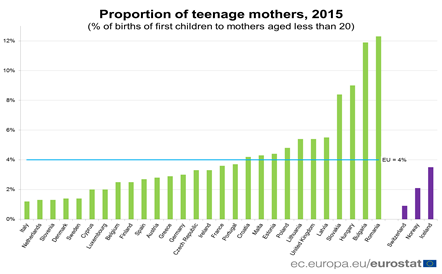 Proportion of teenage mothers, 2015
(% of births of first children to mothers aged less than 20)
12%
10%
8%
6%
4%
2%
0%
EU = 4%
Italy
Netherlands
Slovenia
Denmark
Sweden
Cyprus
Luxembourg
Belgium
Finland
Spain
Austria
Greece
Germany
Czech Republic
Ireland
France
Portugal
Croatia
Malta
Estonia
Poland
Lithuania
United Kingdom
Latvia
Slovakia
Hungary
Bulgaria
Romania
Switzerland
Norway
Iceland
ec.europa.eu/eurostat